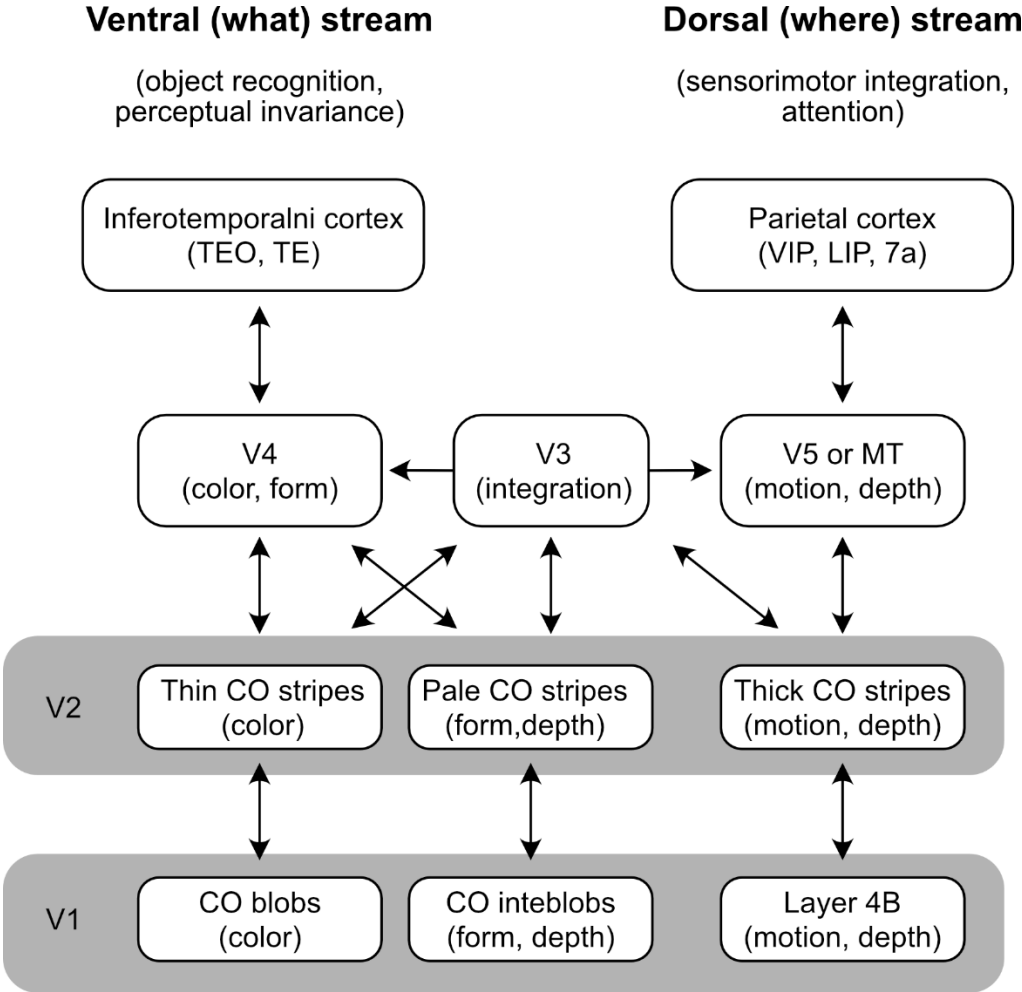 Ventral (what) stream
(object recognition,
perceptual invariance)
Dorsal (where) stream
(sensorimotor integration,
attention)
Inferotemporalni cortex
(TEO, TE)
Parietal cortex
(VIP, LIP, 7a)
V4
(color, form)
V3
(integration)
V5 or MT
(motion, depth)
V2
Thin CO stripes
(color)
Pale CO stripes
(form,depth)
Thick CO stripes
(motion, depth)
V1
CO blobs
(color)
CO inteblobs
(form, depth)
Layer 4B
(motion, depth)